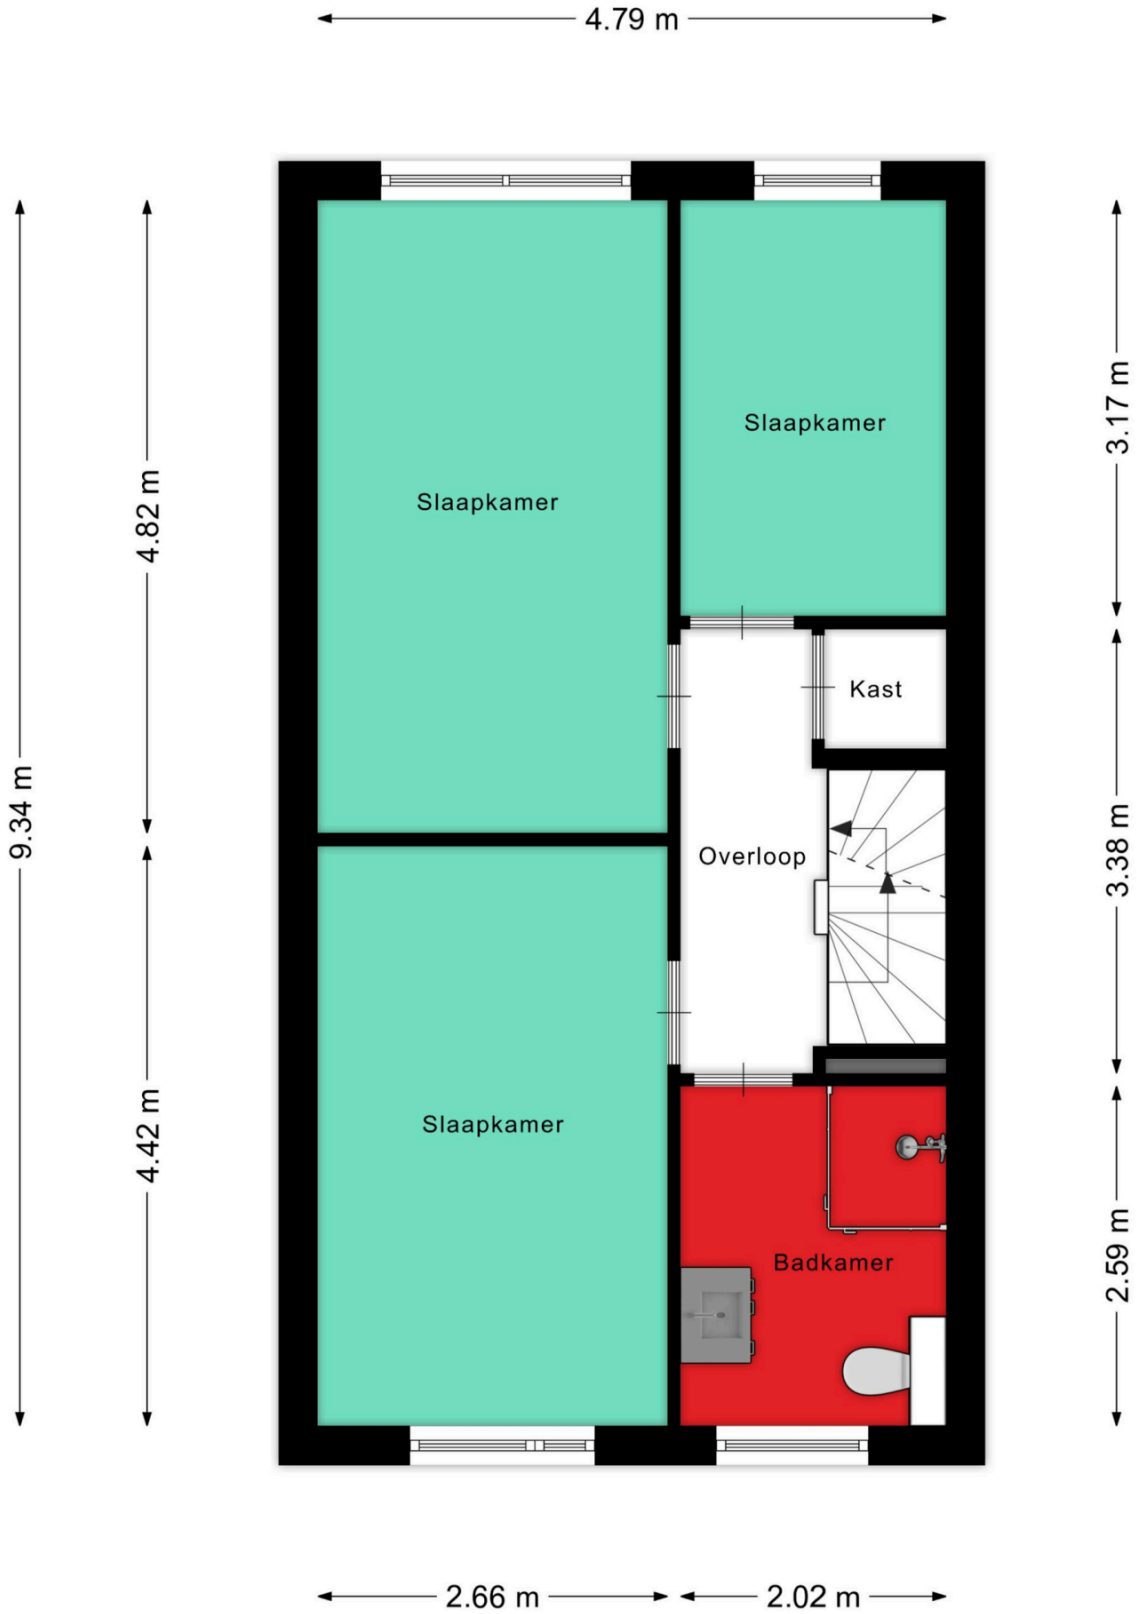 4.79 m
9.34 m
4.82 m
4.42 m
Slaapkamer
Slaapkamer
3.17 m
Kast
Overloop
3.38 m
Slaapkamer
Badkamer
2.59 m
2.66 m
2.02 m